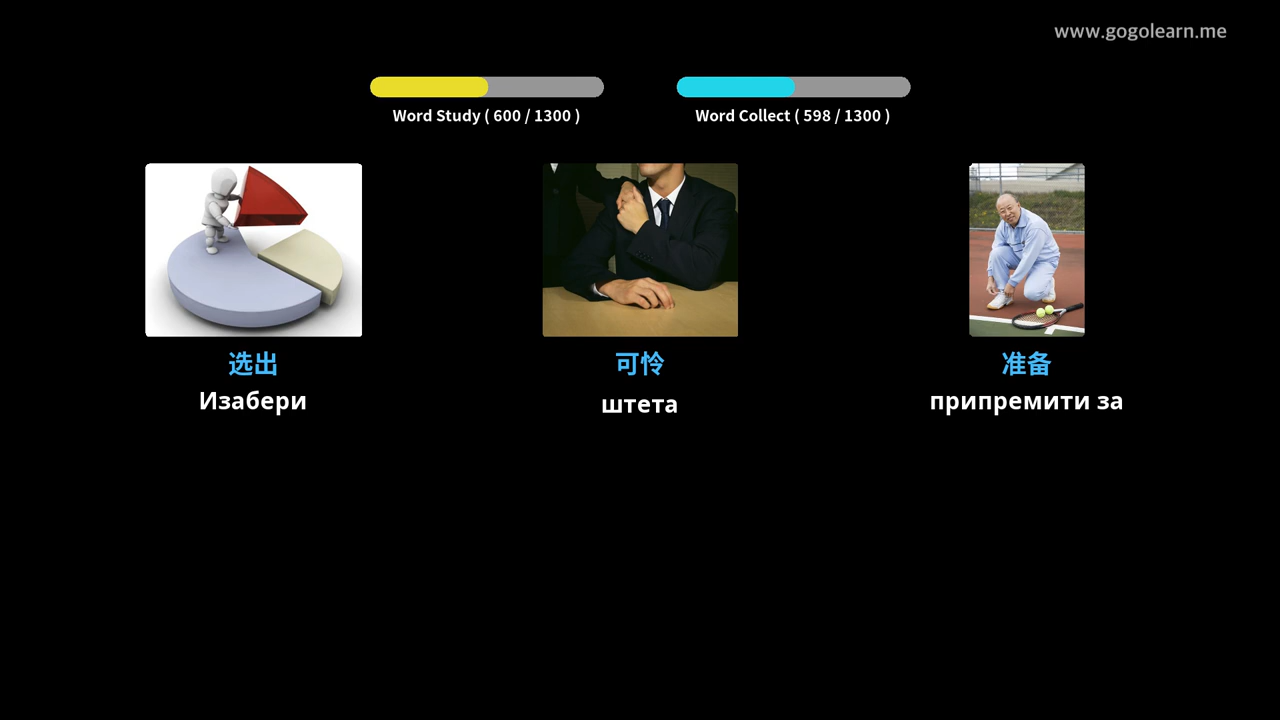 www.gogolearn.me
Word Study ( 600 / 1300 )
Word Collect ( 598 / 1300 )
选出
可怜
准备
Изабери
штета
припремити за